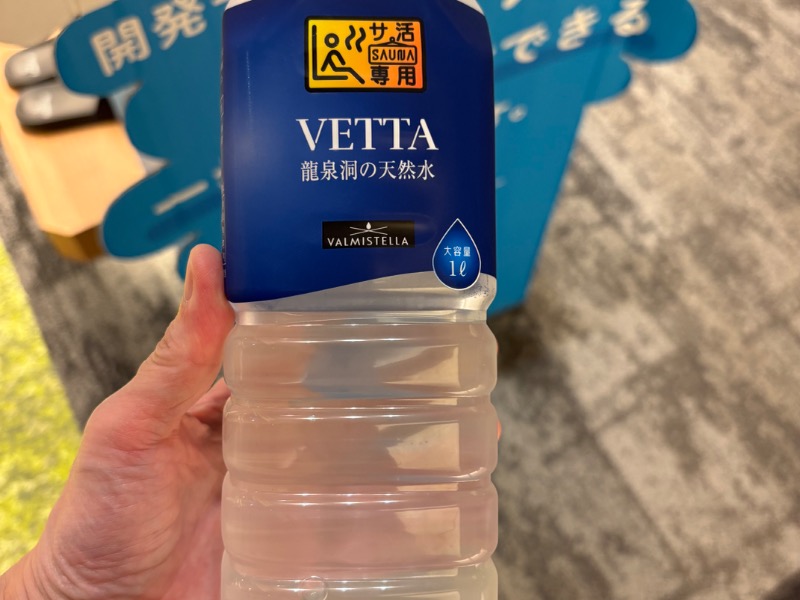 開発
できる
サ活
SAUNA
専用
VETTA
龍泉洞の天然水
VALMISTELLA
大容量
1ℓ